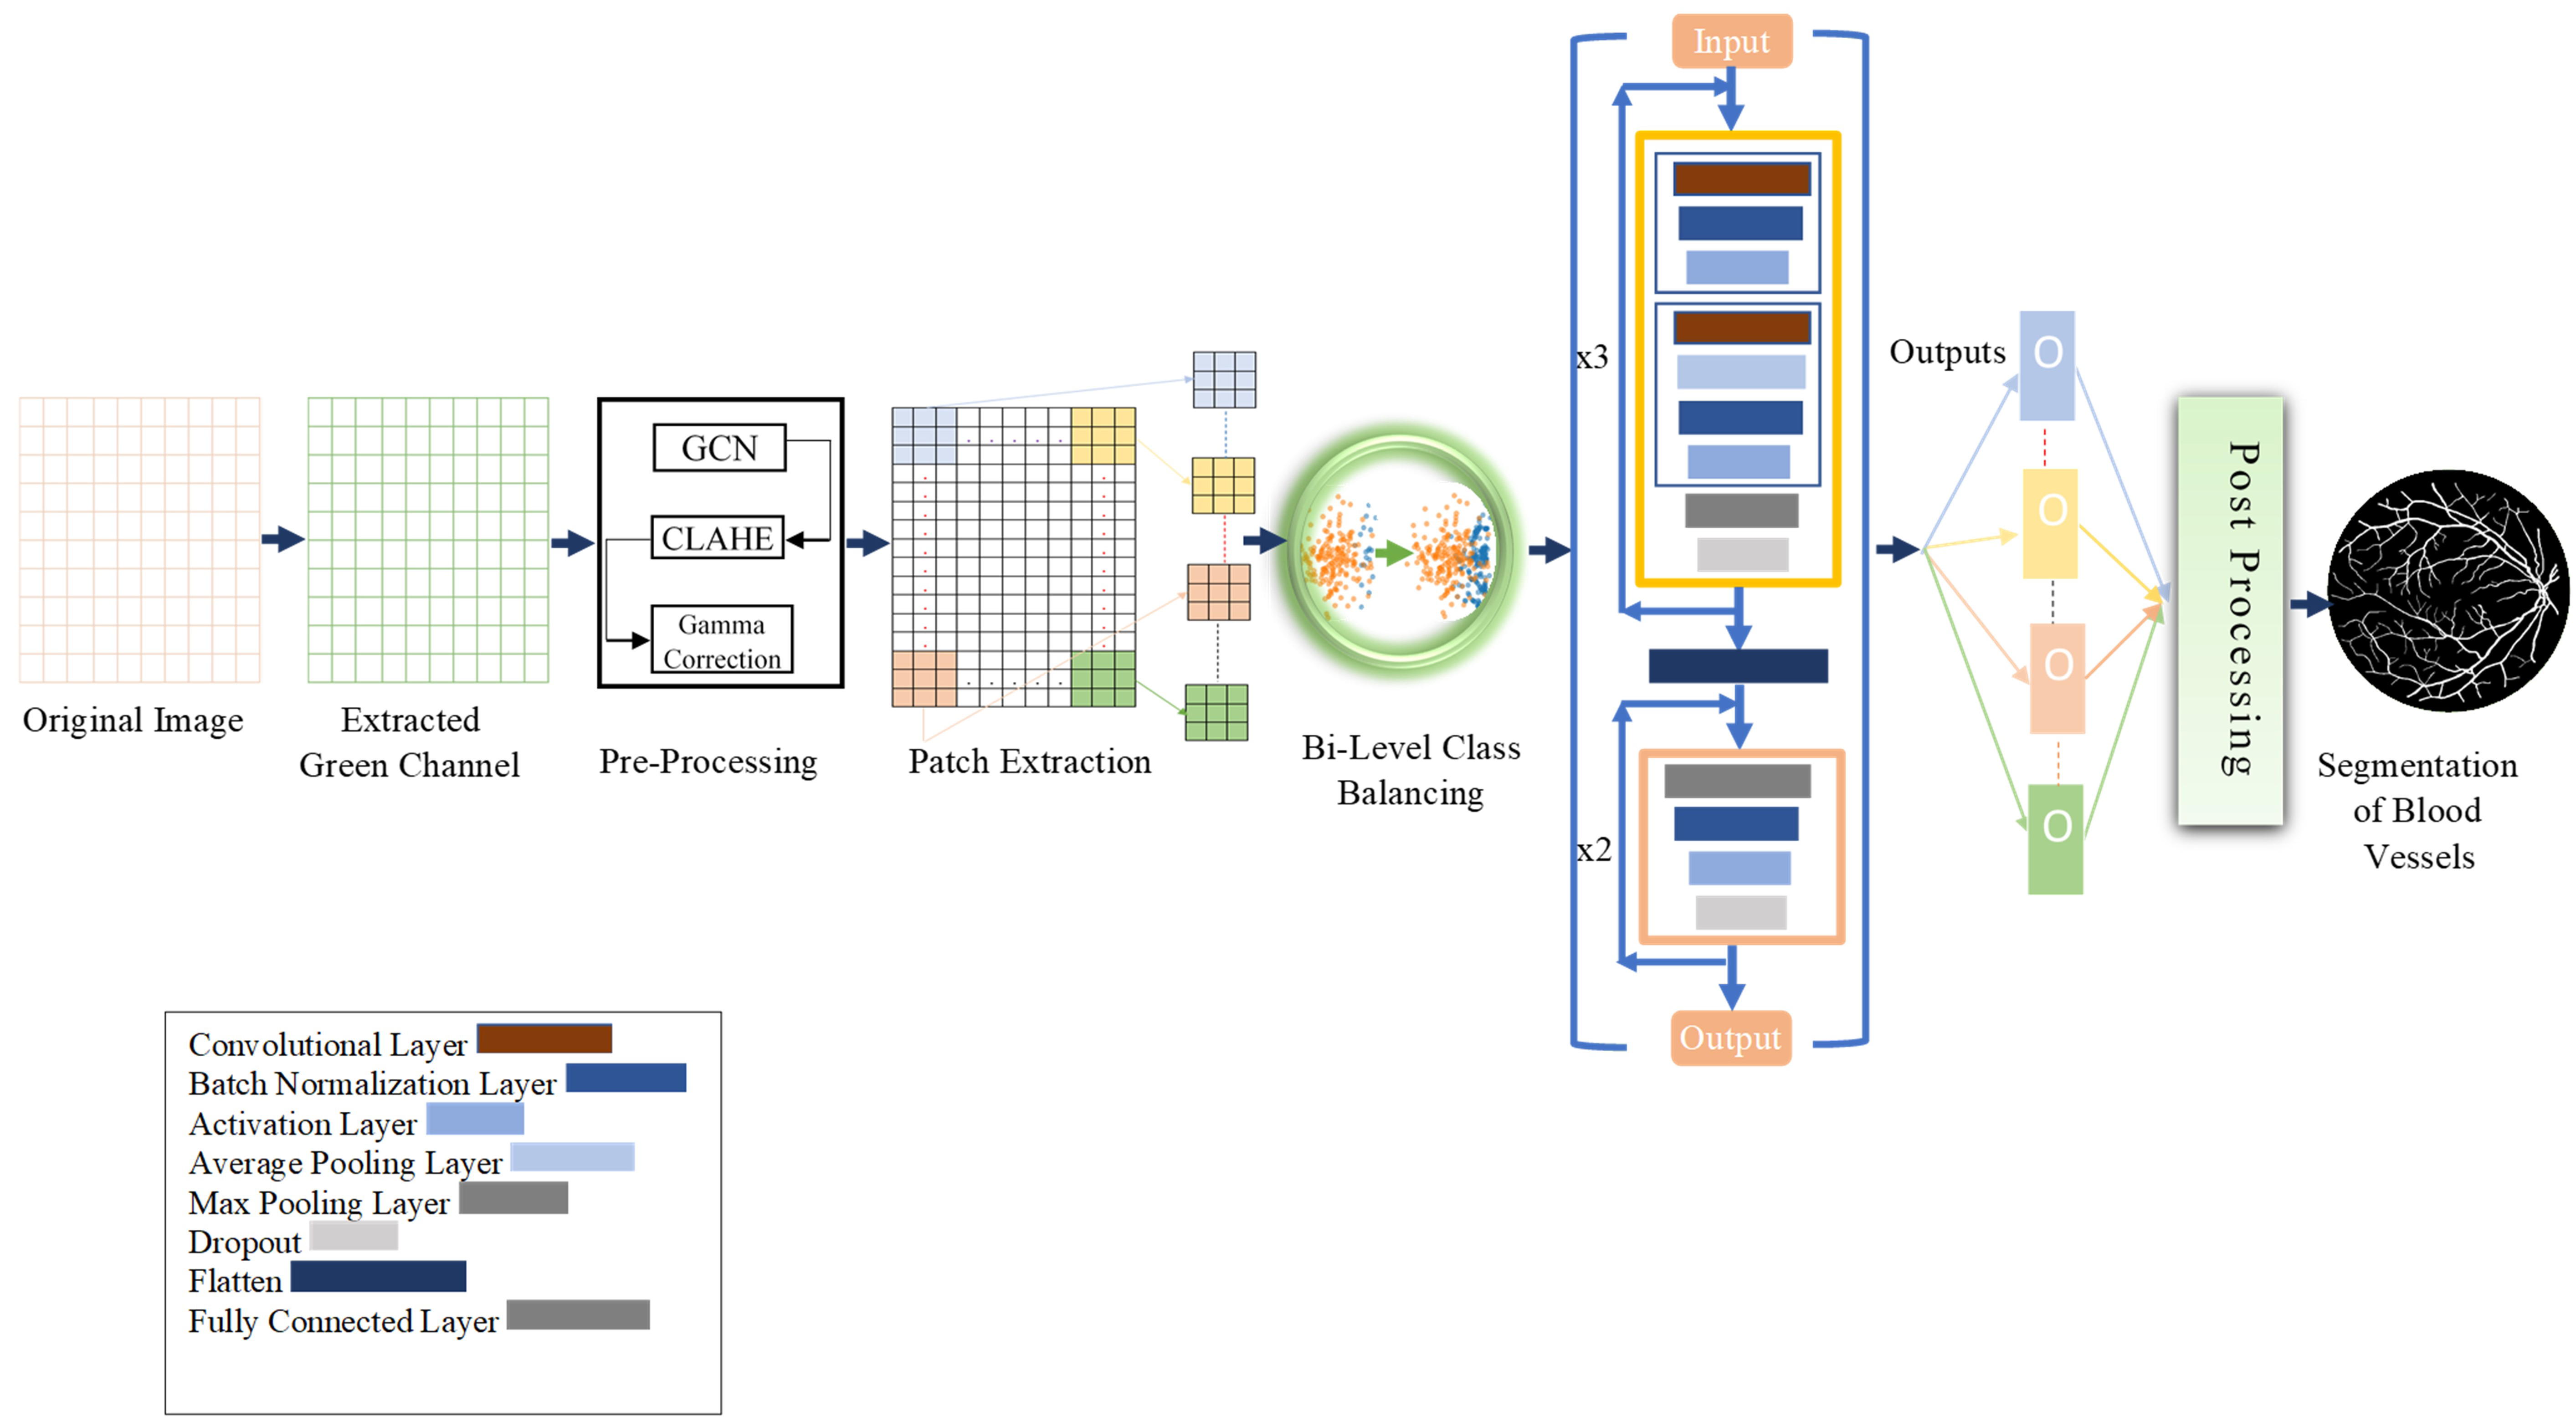 Input
x3
Outputs
O
O
O
O
GCN
CLAHE
Gamma
Correction
Original Image
Extracted
Green Channel
Pre-Processing
Patch Extraction
Bi-Level Class
Balancing
x2
Output
Post Processing
Segmentation
of Blood
Vessels
Convolutional Layer
Batch Normalization Layer
Activation Layer
Average Pooling Layer
Max Pooling Layer
Dropout
Flatten
Fully Connected Layer